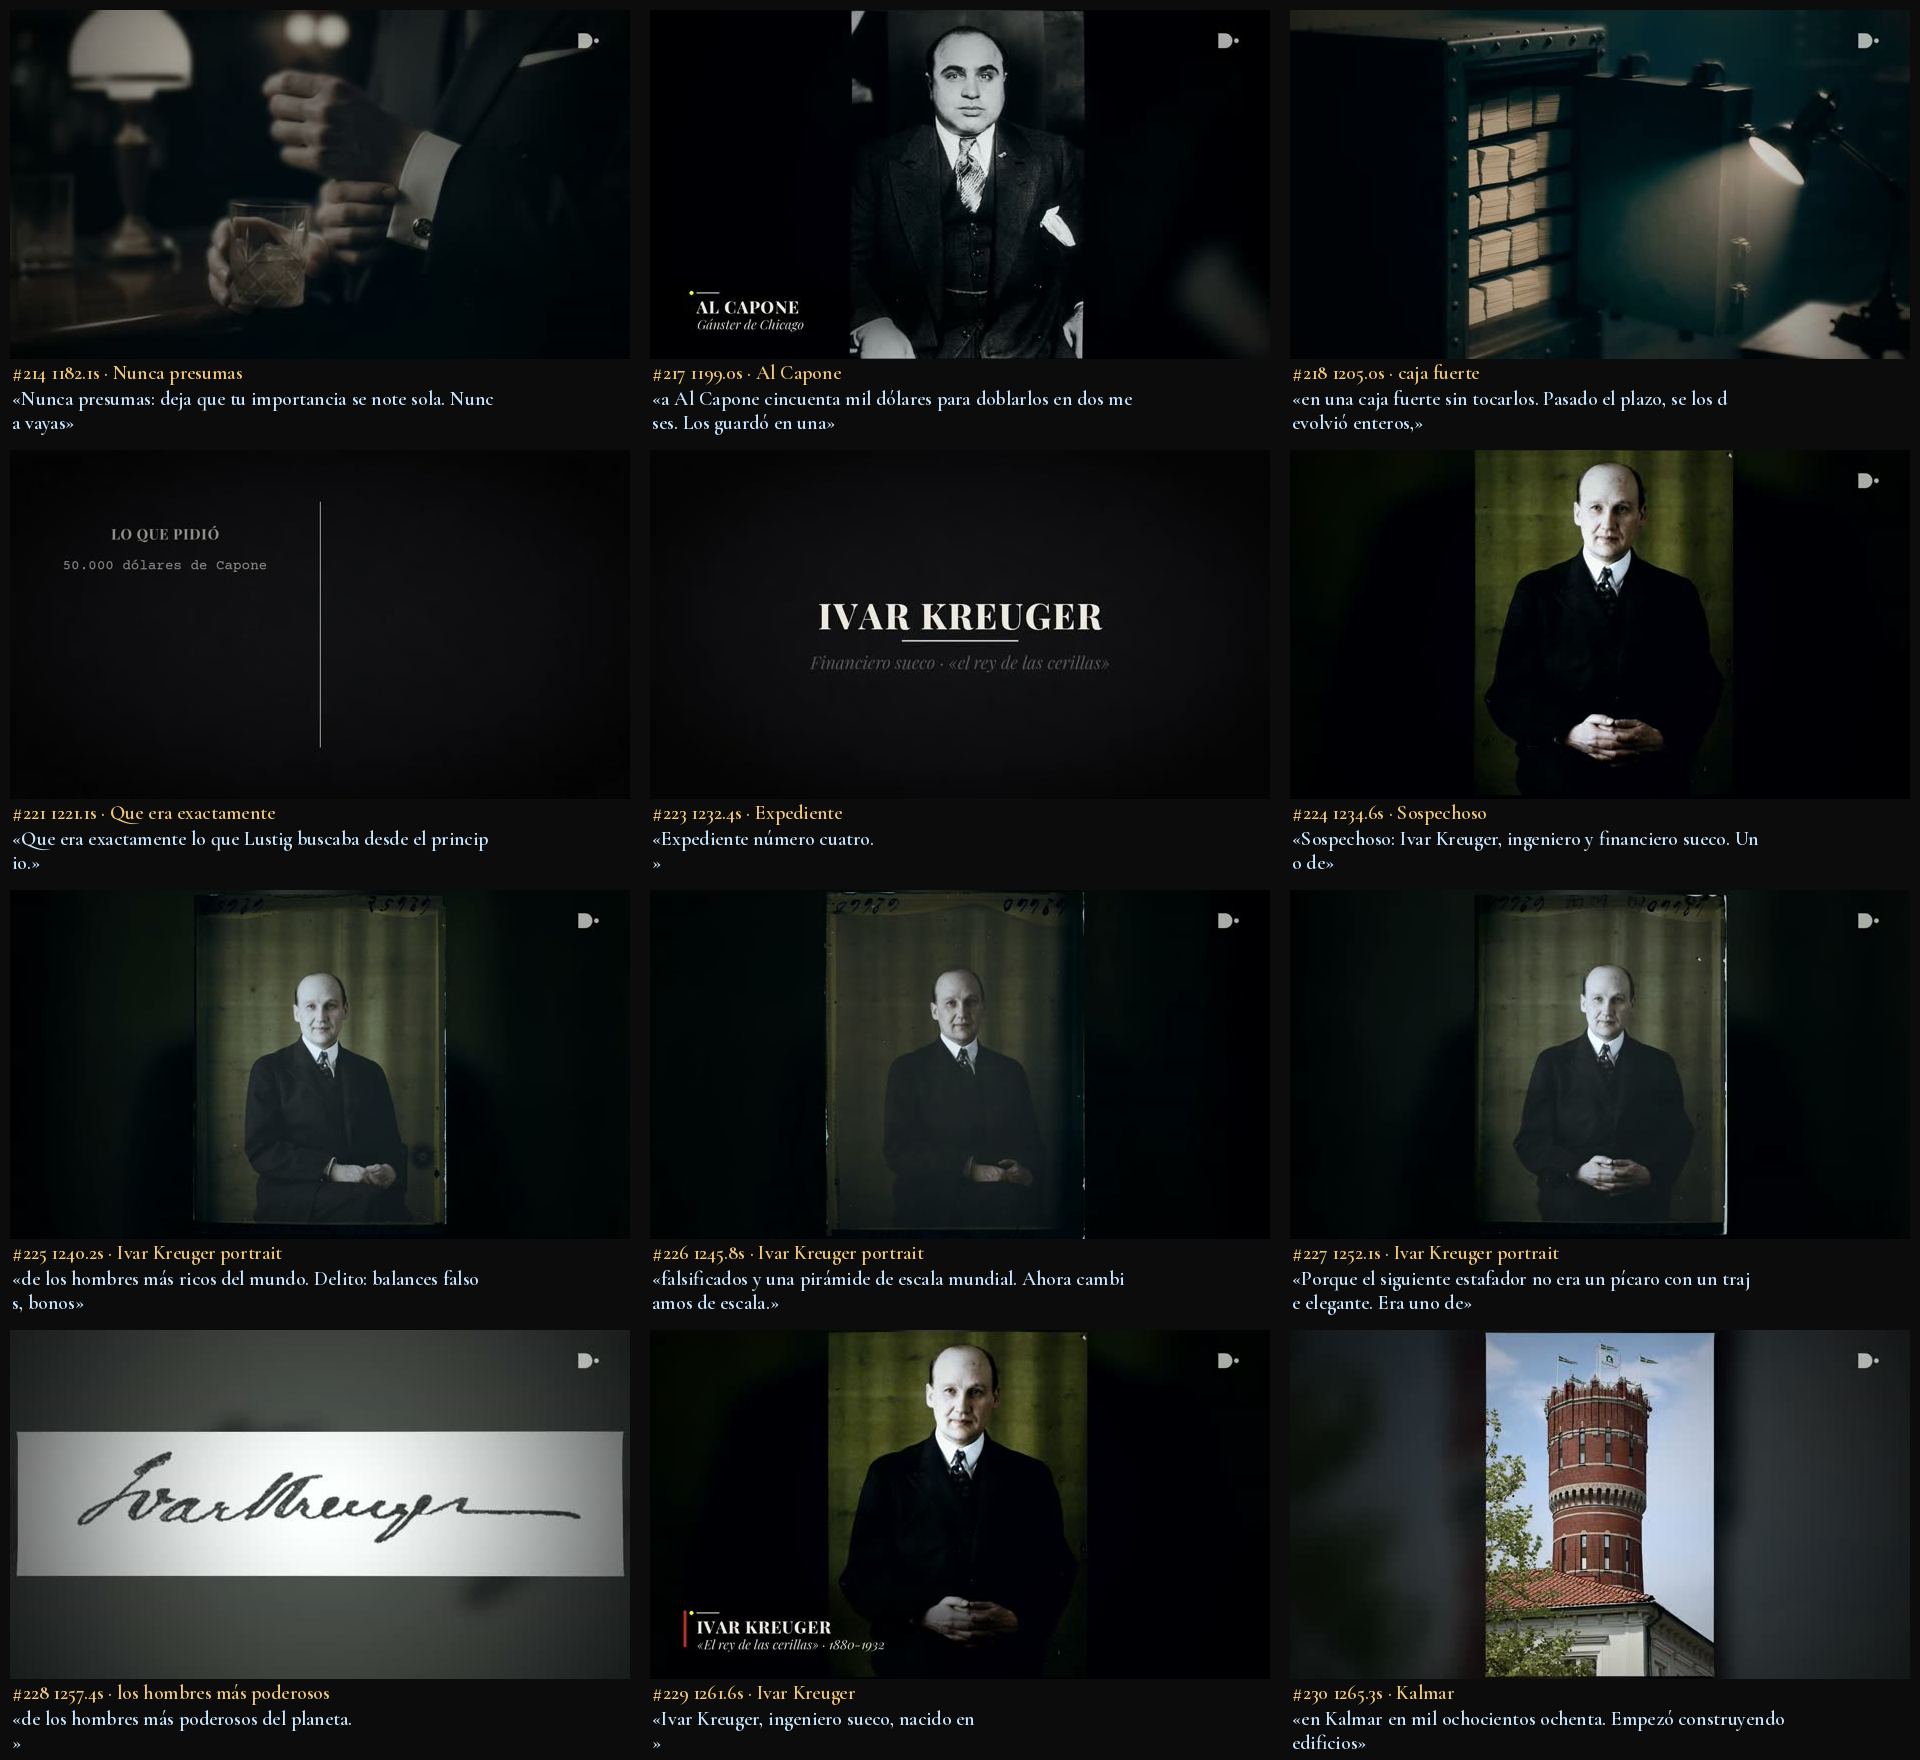 AL CAPONE
Gánster de Chicago
#214 1182.1s · Nunca presumas
«Nunca presumas: deja que tu importancia se note sola. Nunc
a vayas»
#217 1199.0s · Al Capone
«a Al Capone cincuenta mil dólares para doblarlos en dos me
ses. Los guardó en una»
#218 1205.0s · caja fuerte
«en una caja fuerte sin tocarlos. Pasado el plazo, se los d
evolvió enteros,»
LO QUE PIDIÓ
50.000 dólares de Capone
IVAR KREUGER
Financiero sueco · «el rey de las cerillas»
#221 1221.1s · Que era exactamente
«Que era exactamente lo que Lustig buscaba desde el princip
io.»
#223 1232.4s · Expediente
«Expediente número cuatro.
»
#224 1234.6s · Sospechoso
«Sospechoso: Ivar Kreuger, ingeniero y financiero sueco. Un
o de»
#225 1240.2s · Ivar Kreuger portrait
«de los hombres más ricos del mundo. Delito: balances falso
s, bonos»
#226 1245.8s · Ivar Kreuger portrait
«falsificados y una pirámide de escala mundial. Ahora cambi
amos de escala.»
#227 1252.1s · Ivar Kreuger portrait
«Porque el siguiente estafador no era un pícaro con un traj
e elegante. Era uno de»
Ivar Kreuger
IVAR KREUGER
«El rey de las cerillas» · 1880-1932
#228 1257.4s · los hombres más poderosos
«de los hombres más poderosos del planeta.
»
#229 1261.6s · Ivar Kreuger
«Ivar Kreuger, ingeniero sueco, nacido en
»
#230 1265.3s · Kalmar
«en Kalmar en mil ochocientos ochenta. Empezó construyendo
edificios»